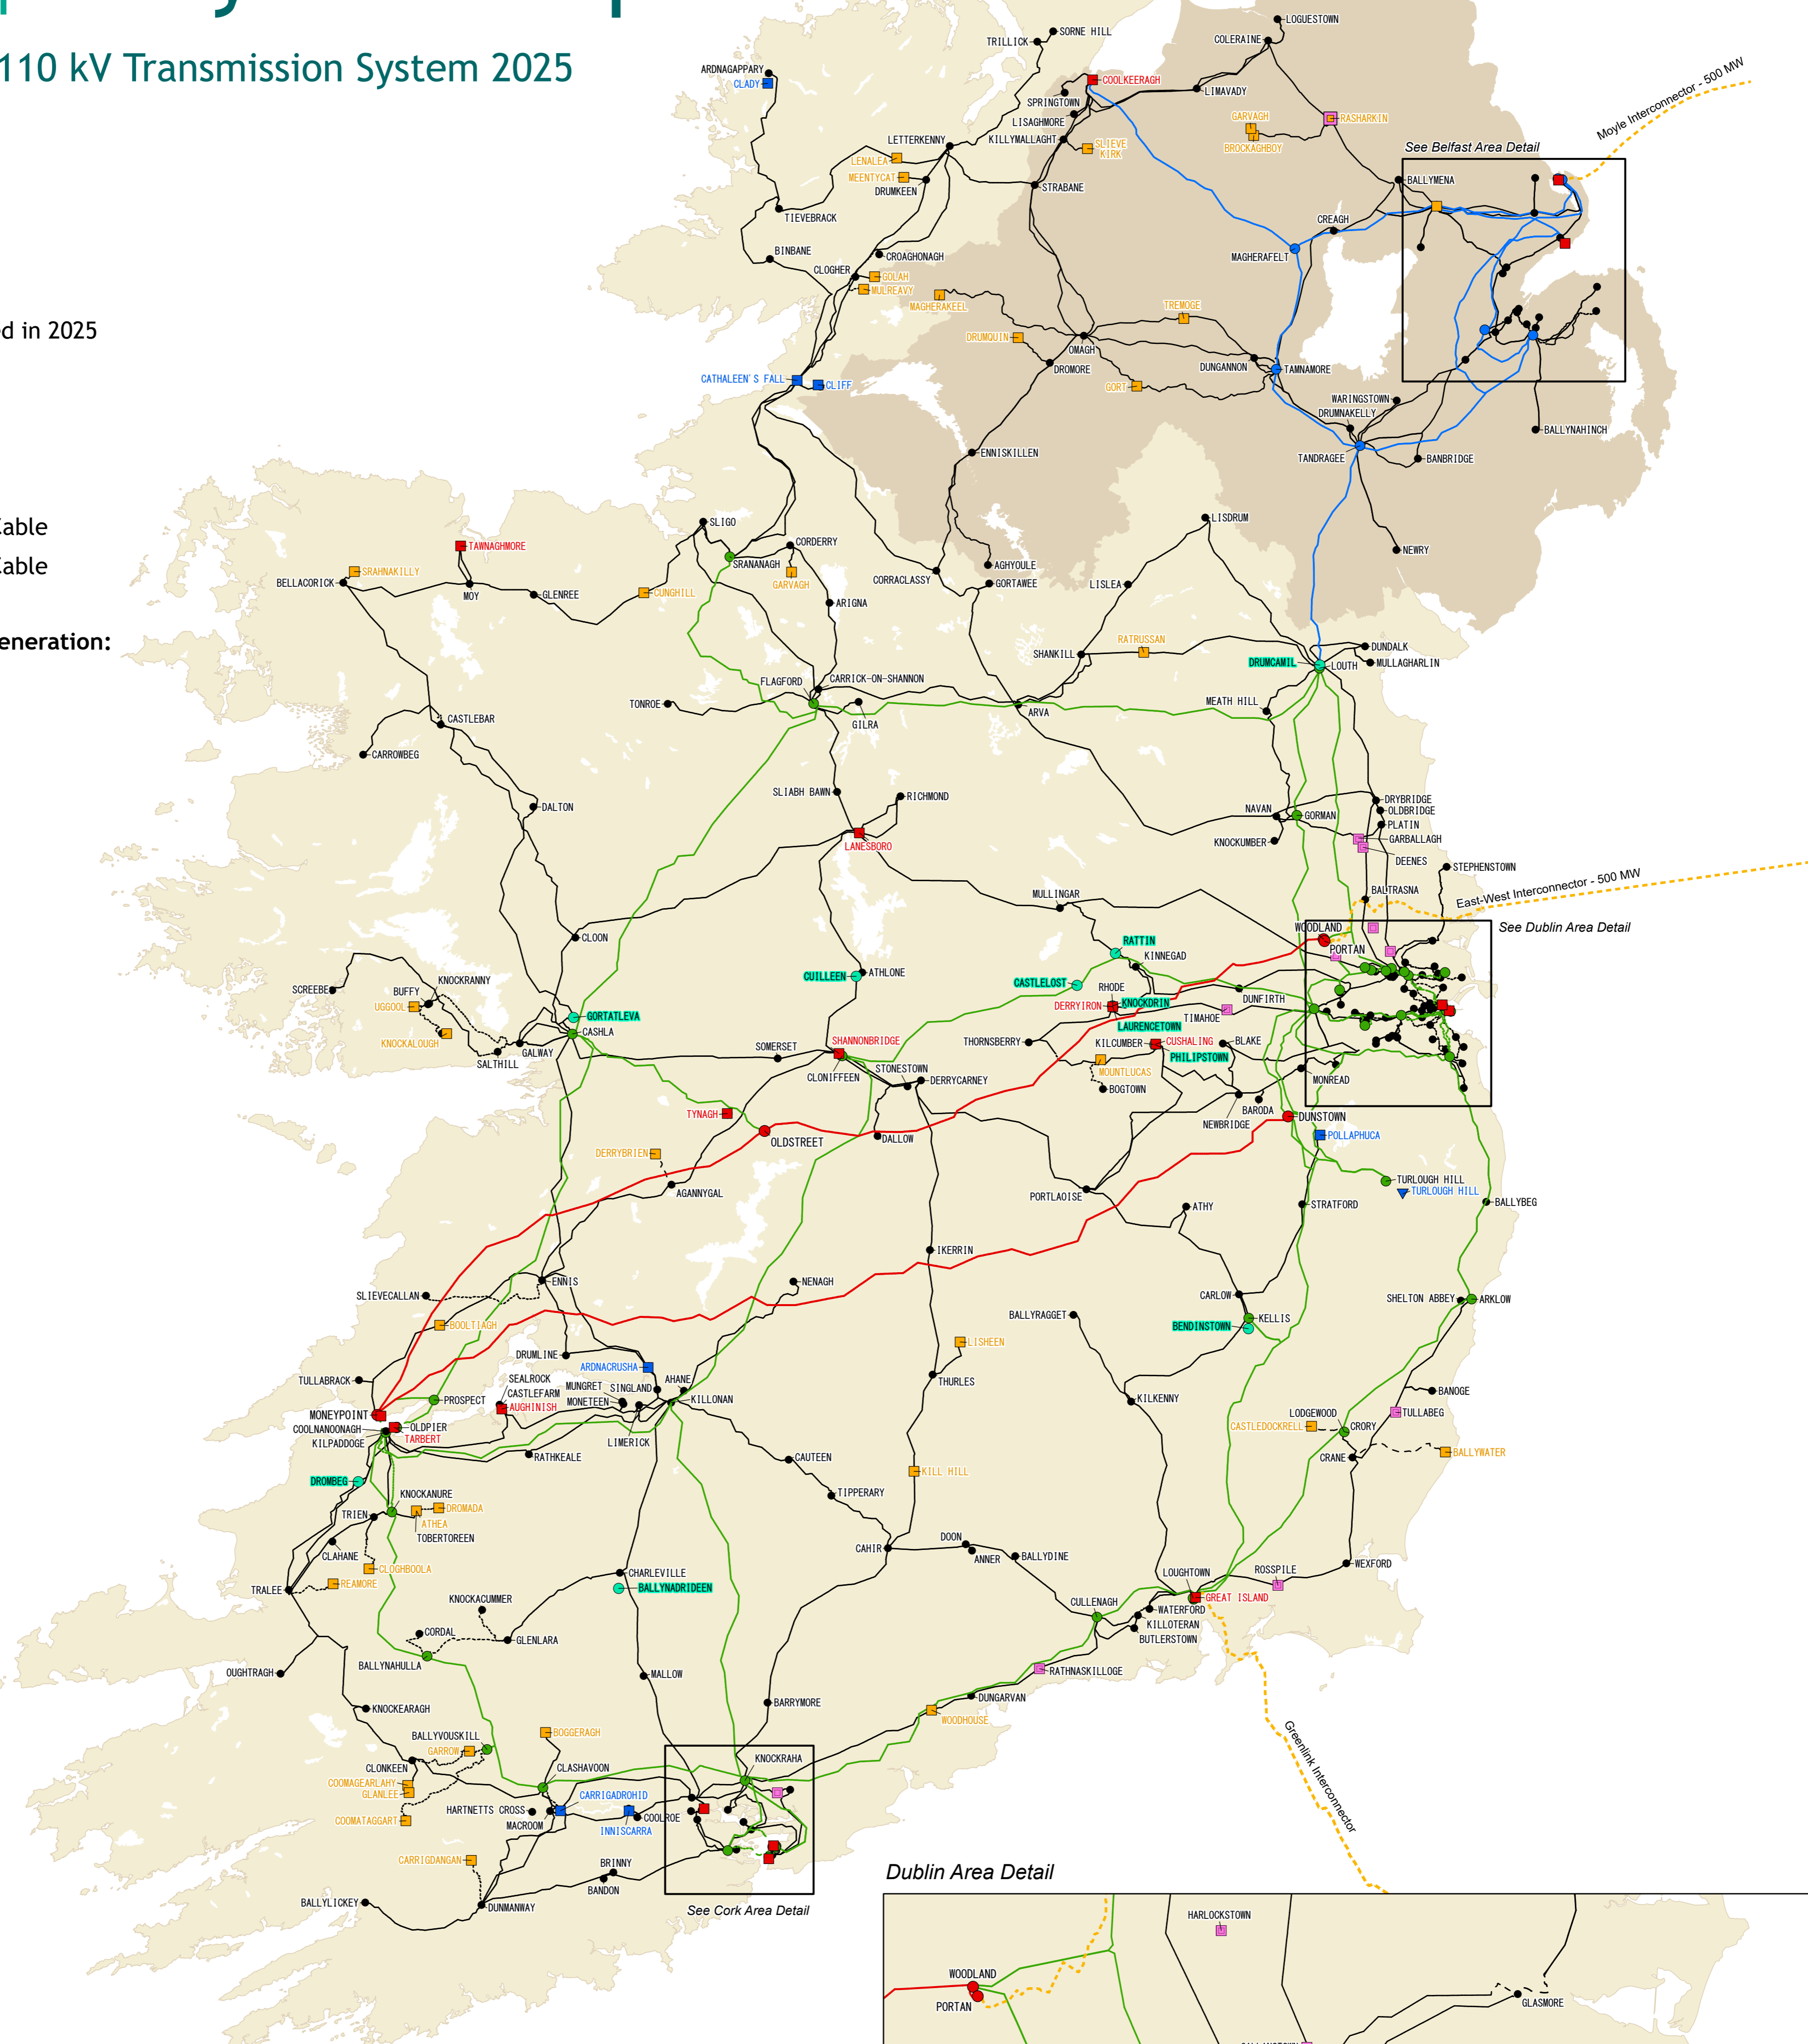 110 kV Transmission System 2025
ed in 2025
Cable
Cable
eneration:
SORNE HILL
TRILLICK
LOGUESTOWN
COLERAINE
ARDNAGAPPARY
CLADY
COOLKEERAGH
SPRINGTOWN
LIMAVADY
LISAGHMORE
GARVAGH
RASHARKIN
BROCKAGHBOY
Moyle Interconnector - 500 MW
LETTERKENNY
KILLYMALLAGHT
SLIEVE
KIRK
See Belfast Area Detail
LENALEA
MEENTYCAT
DRUMKEEN
STRABANE
BALLYMENA
TIEVEBRACK
CREAGH
BINBANE
CROAGHONAGH
MAGHERAFELT
CLOGHER
GOLAH
MULREAVY
MAGHERAKEEL
TREMOGE
DRUMQUIN
OMAGH
DROMORE
DUNGANNON
TAMNAMORE
CATHALEEN'S FALL
CLIFF
GORT
WARINGSTOWN
DRUMNAKELLY
BALLYNAHINCH
ENNISKILLEN
TANDRAGEE
BANBRIDGE
SLIGO
LISDRUM
TAWNAGHMORE
CORDERRY
NEWRY
SRANANAGH
AGHYOULE
SRAHNAKILLY
BELLACORICK
CORRACLASSY
GORTAWEE
LISLEA
GARVAGH
MOY
GLENREE
CUNGHILL
ARIGNA
RATRUSSAN
SHANKILL
DUNDALK
DRUMCAMIL
LOUTH
MULLAGHARLIN
FLAGFORD
CARRICK-ON-SHANNON
TONROE
GILRA
ARVA
MEATH HILL
CASTLEBAR
CARROWBEG
SLIABH BAWN
RICHMOND
DALTON
NAVAN
GORMAN
DRYBRIDGE
OLDBRIDGE
PLATIN
LANESBORO
KNOCKUMBER
GARBALLAGH
DEENES
STEPHENSTOWN
MULLINGAR
BALTRASNA
East-West Interconnector - 500 MW
CLOON
RATTIN
WOODLAND
See Dublin Area Detail
PORTAN
KINNEGAD
SCREEBE
KNOCKRANNY
BUFFY
CUILLEEN
ATHLONE
CASTLELOST
RHODE
UGGOOL
DERRYIRON
KNOCKDRIN
DUNFIRTH
GORTATLEVA
TIMAHOE
CASHLA
LAURENCETOWN
KNOCKALOUGH
GALWAY
SOMERSET
SHANNONBRIDGE
THORNSBERRY
KILCUMBER
CUSHALING
BLAKE
SALTHILL
CLONIFFEEN
STONESTOWN
PHILIPSTOWN
DERRYCARNEY
MOUNTLUCAS
MONREAD
BOGTOWN
TYNAGH
NEWBRIDGE
BARODA
DUNSTOWN
OLDSTREET
DALLOW
POLLAPHUCA
DERRYBRIEN
TURLOUGH HILL
TURLOUGH HILL
AGANNYGAL
PORTLAOISE
ATHY
STRATFORD
BALLYBEG
IKERRIN
ENNIS
NENAGH
SLIEVECALLAN
CARLOW
SHELTON ABBEY
ARKLOW
BOOLTIAGH
BALLYRAGGET
KELLIS
BENDINSTOWN
LISHEEN
DRUMLINE
ARDNACRUSHA
TULLABRACK
SEALROCK
MUNGRET
SINGLAND
AHANE
THURLES
BANOGE
PROSPECT
CASTLEFARM
MONETEEN
KILLONAN
KILKENNY
MONEYPOINT
AUGHINISH
LODGEWOOD
TULLABEG
COOLNANOONAGH
OLDPIER
CASTLEDOCKRELL
CRORY
KILPADDOGE
TARBERT
LIMERICK
RATHKEALE
CAUTEEN
CRANE
BALLYWATER
DROMBEG
KILL HILL
KNOCKANURE
TIPPERARY
TRIEN
DROMADA
ATHEA
TOBERTOREEN
DOON
CLAHANE
CAHIR
ANNER
BALLYDINE
WEXFORD
CLOGHBOOLA
CHARLEVILLE
LOUGHTOWN
ROSSPILE
TRALEE
REAMORE
BALLYNADRIDEEN
KNOCKACUMMER
CULLENAGH
GREAT ISLAND
WATERFORD
KILLOTERAN
CORDAL
GLENLARA
BUTLERSTOWN
BALLYNAHULLA
OUGHTRAGH
MALLOW
RATHNASKILLOGE
DUNGARVAN
KNOCKEARAGH
BARRYMORE
WOODHOUSE
BALLYVOUSKILL
BOGGERAGH
GARROW
CLONKEEN
KNOCKRAHA
CLASHAVOON
Greenlink Interconnector
COOMAGEARLAHY
GLANLEE
CARRIGADROHID
HARTNETTS CROSS
COOMATAGGART
MACROOM
INNISCARRA
COOLROE
CARRIGDANGAN
BRINNY
BANDON
BALLYLICKEY
DUNMANWAY
See Cork Area Detail
Dublin Area Detail
HARLOCKSTOWN
WOODLAND
PORTAN
GLASMORE